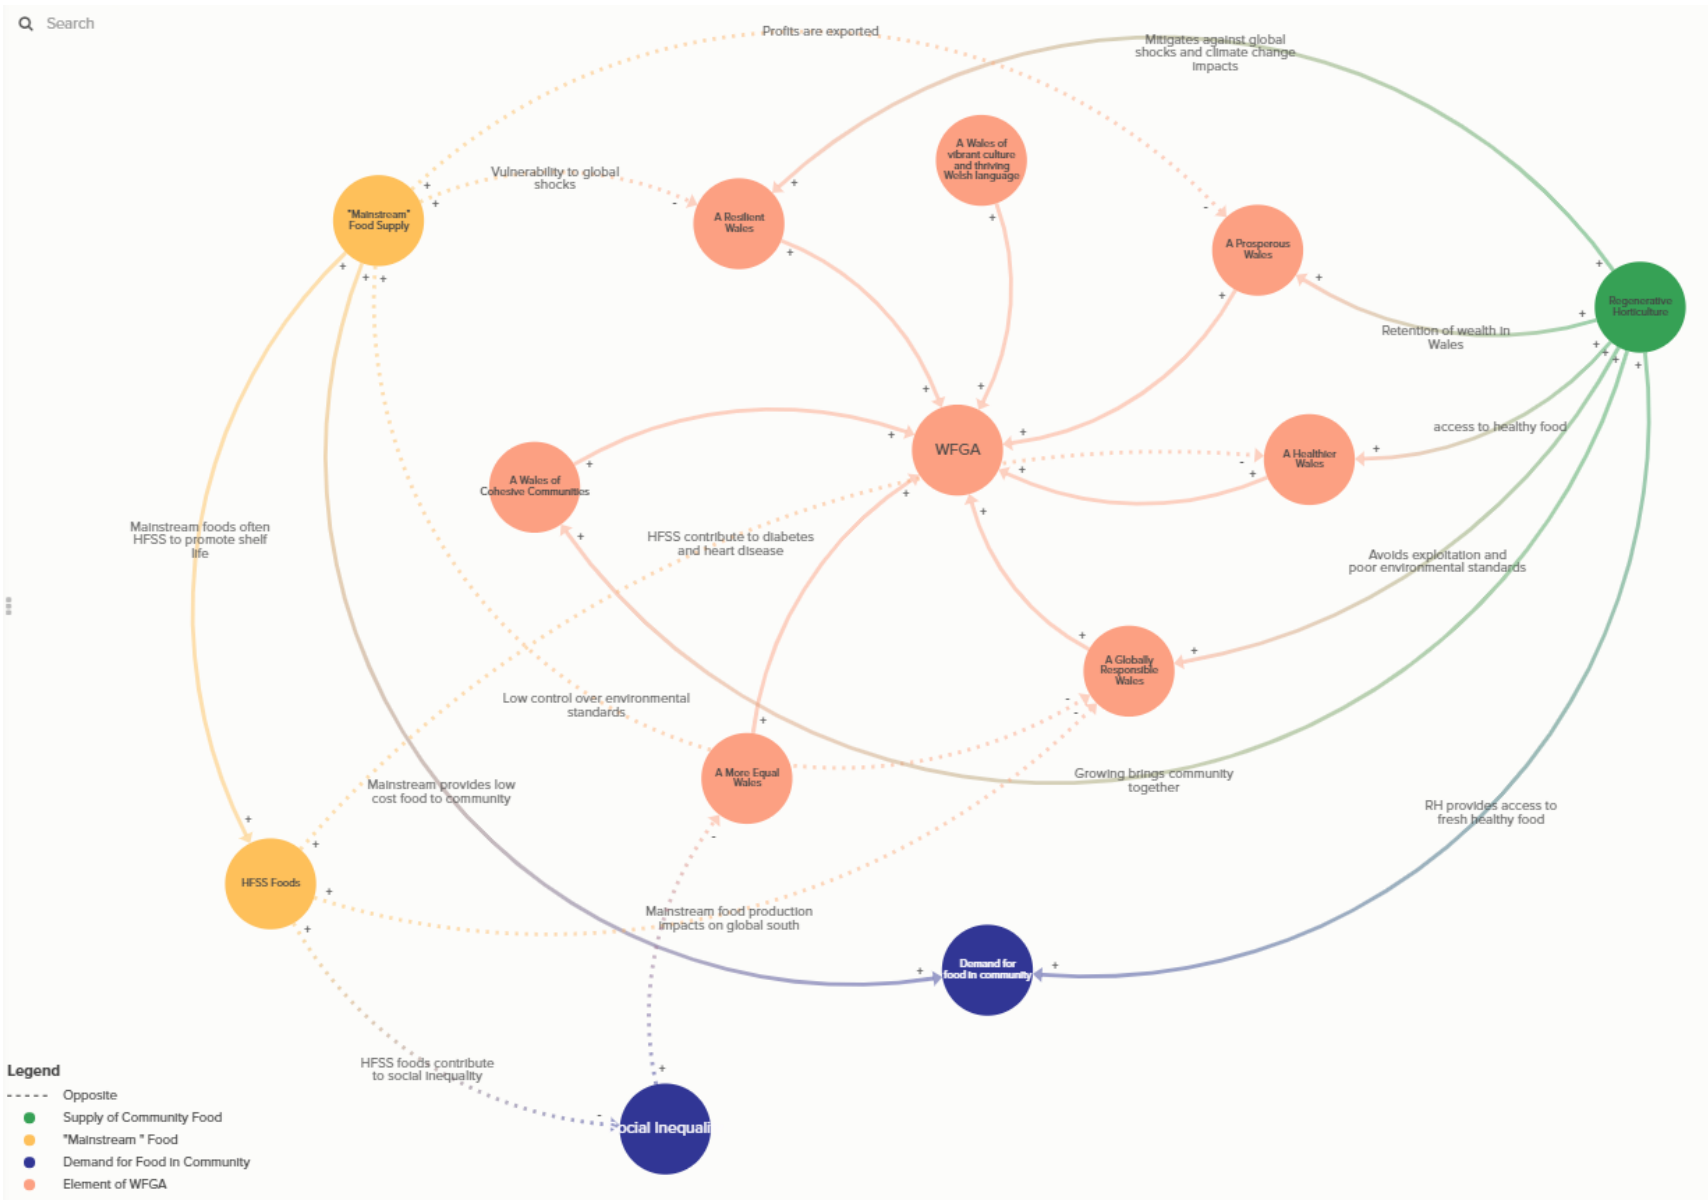 Search
Profits are exported
Mitigates against global
shocks and climate change
impacts
A Wales of
vibrant culture
and thriving
Welsh language
Vulnerability to global
shocks
"Mainstream"
Food Supply
A Resilient
Wales
A Prosperous
Wales
Regenerative
Horticulture
Retention of wealth in
Wales
access to healthy food
WFGA
A Healthier
Wales
A Wales of
Cohesive Communities
Mainstream foods often
HFSS to promote shelf
life
HFSS contribute to diabetes
and heart disease
Avoids exploitation and
poor environmental standards
A Globally
Responsible
Wales
Low control over environmental
standards
A More Equal
Wales
Mainstream provides low
cost food to community
Growing brings community
together
RH provides access to
fresh healthy food
HFSS Foods
Mainstream food production
impacts on global south
Demand for
food in community
HFSS foods contribute
to social inequality
ocial Inequali
Legend
Opposite
Supply of Community Food
"Mainstream " Food
Demand for Food in Community
Element of WFGA